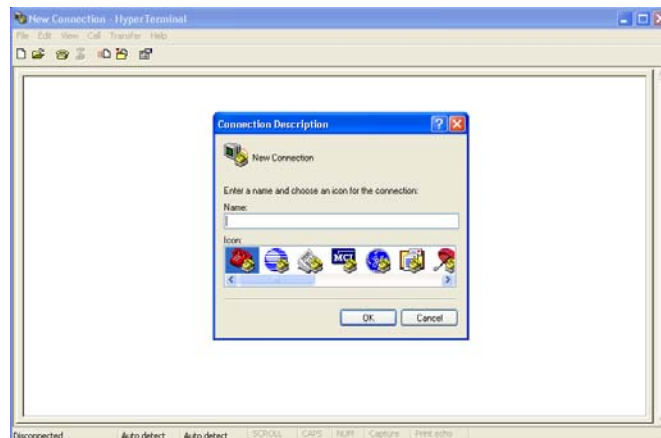 New Connection - HyperTerminal
File Edit View Call Transfer Help
Connection Description
New Connection
Enter a name and choose an icon for the connection:
Name:
Icon:
MCI
OK Cancel
Disconnected Auto detect Auto detect SCROLL CAPS NUM Capture Print echo